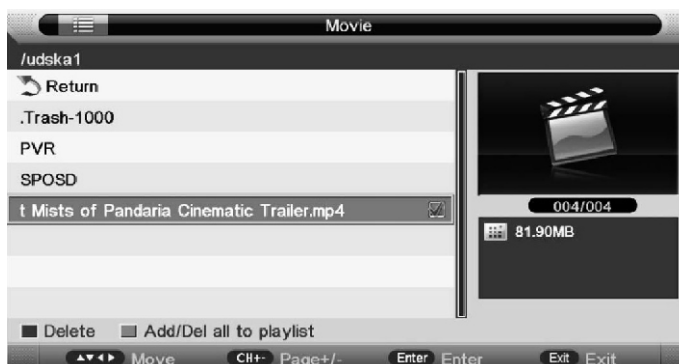 Movie
/udska1
Return
.Trash-1000
PVR
SPOSD
t Mists of Pandaria Cinematic Trailer.mp4
004/004
81.90MB
Delete Add/Del all to playlist
▲▼◄► Move CH+- Page+/- Enter Enter Exit Exit